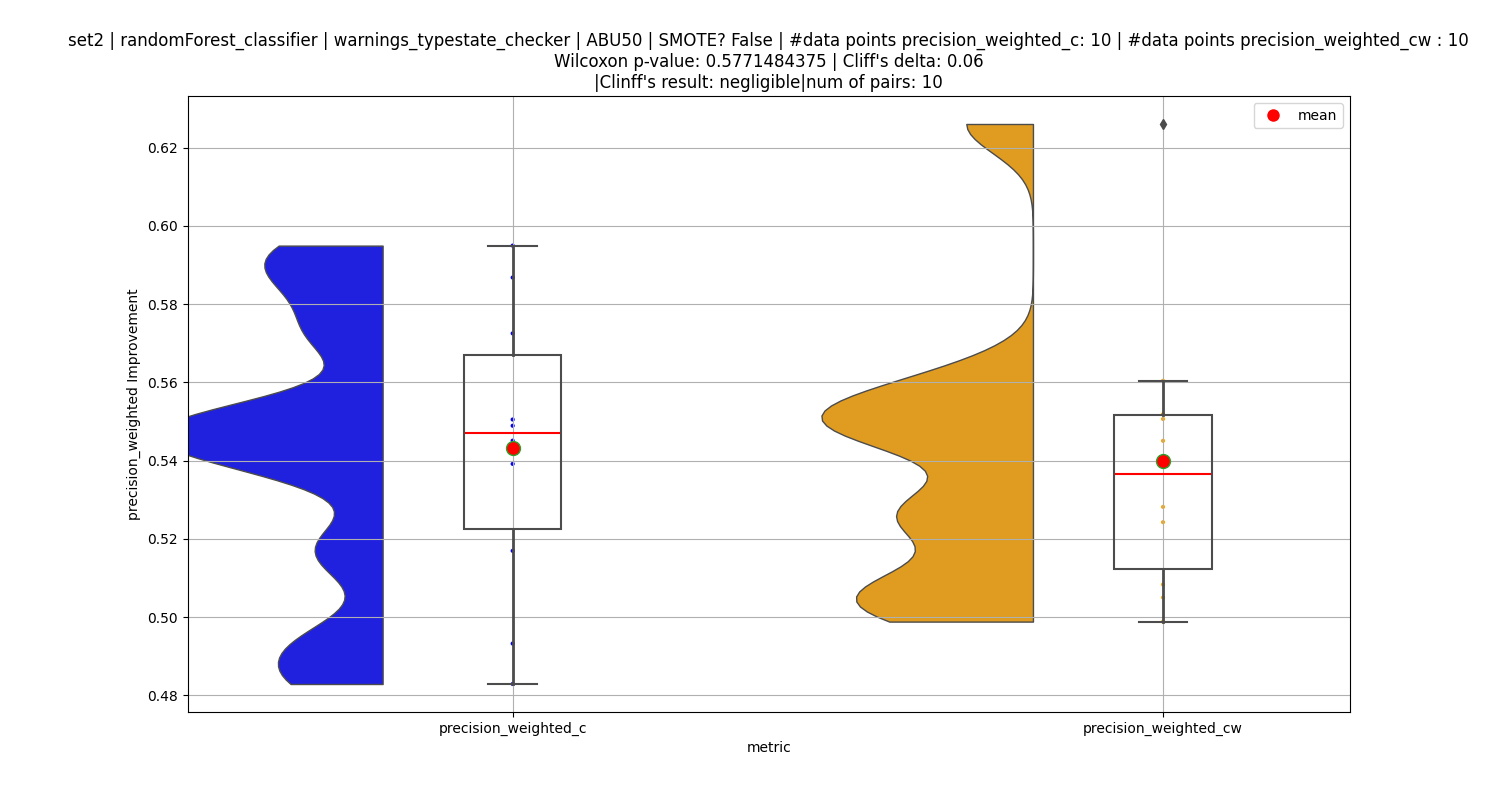 set2 | randomForest_classifier | warnings_typestate_checker | ABU50 | SMOTE? False | #data points precision_weighted_c: 10 | #data points precision_weighted_cw : 10
Wilcoxon p-value: 0.5771484375 | Cliff's delta: 0.06
|Clinff's result: negligible|num of pairs: 10
mean
0.62
0.60
0.58
0.56
0.54
0.52
0.50
0.48
precision_weighted Improvement
precision_weighted_c
precision_weighted_cw
metric